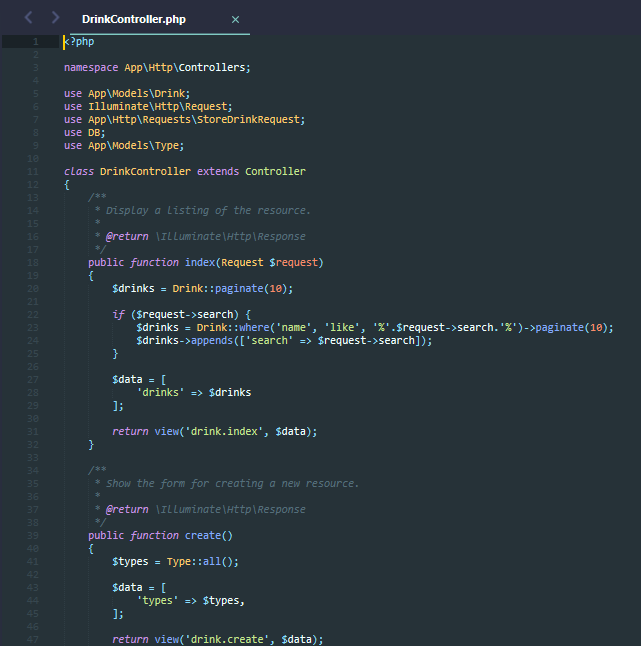 DrinkController.php ×
1 <?php
2
3 namespace App\Http\Controllers;
4
5 use App\Models\Drink;
6 use Illuminate\Http\Request;
7 use App\Http\Requests\StoreDrinkRequest;
8 use DB;
9 use App\Models\Type;
10
11 class DrinkController extends Controller
12 {
13     /**
14      * Display a listing of the resource.
15      *
16      * @return \Illuminate\Http\Response
17      */
18     public function index(Request $request)
19     {
20         $drinks = Drink::paginate(10);
21
22         if ($request->search) {
23             $drinks = Drink::where('name', 'like', '%'.$request->search.'%')->paginate(10);
24             $drinks->appends(['search' => $request->search]);
25         }
26
27         $data = [
28             'drinks' => $drinks
29         ];
30
31         return view('drink.index', $data);
32     }
33
34     /**
35      * Show the form for creating a new resource.
36      *
37      * @return \Illuminate\Http\Response
38      */
39     public function create()
40     {
41         $types = Type::all();
42
43         $data = [
44             'types' => $types,
45         ];
46
47         return view('drink.create', $data);